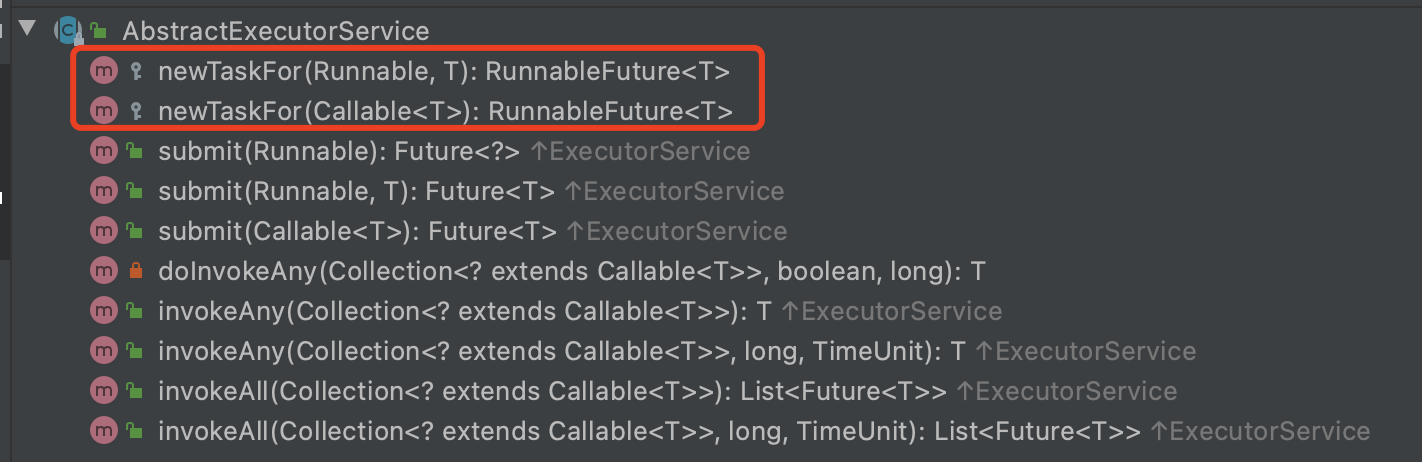 AbstractExecutorService
newTaskFor(Runnable, T): RunnableFuture<T>
newTaskFor(Callable<T>): RunnableFuture<T>
submit(Runnable): Future<?> ↑ExecutorService
submit(Runnable, T): Future<T> ↑ExecutorService
submit(Callable<T>): Future<T> ↑ExecutorService
doInvokeAny(Collection<? extends Callable<T>>, boolean, long): T
invokeAny(Collection<? extends Callable<T>>): T ↑ExecutorService
invokeAny(Collection<? extends Callable<T>>, long, TimeUnit): T ↑ExecutorService
invokeAll(Collection<? extends Callable<T>>): List<Future<T>> ↑ExecutorService
invokeAll(Collection<? extends Callable<T>>, long, TimeUnit): List<Future<T>> ↑ExecutorService